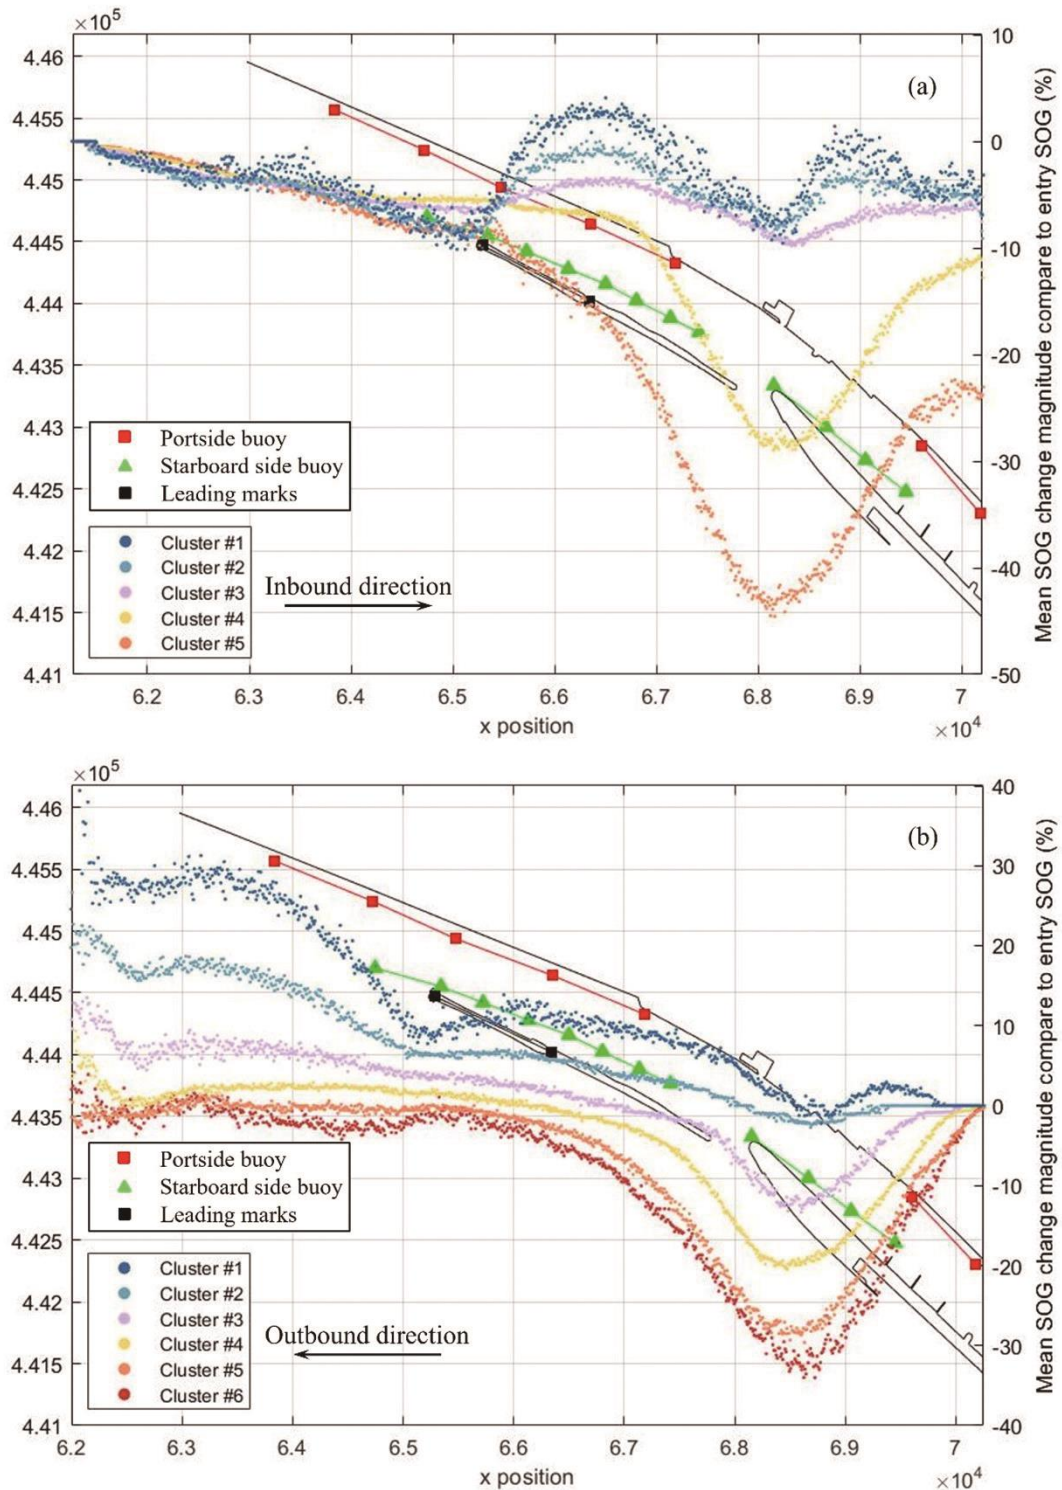 ×10⁵
(a)
4.46
4.455
4.45
4.445
4.44
4.435
4.43
4.425
4.42
4.415
4.41
10
0
-10
-20
-30
-40
-50
Mean SOG change magnitude compare to entry SOG (%)
Portside buoy
Starboard side buoy
Leading marks
Cluster #1
Cluster #2
Cluster #3
Cluster #4
Cluster #5
Inbound direction
6.2 6.3 6.4 6.5 6.6 6.7 6.8 6.9 7
x position
×10⁴
×10⁵
(b)
4.46
4.455
4.45
4.445
4.44
4.435
4.43
4.425
4.42
4.415
4.41
40
30
20
10
0
-10
-20
-30
-40
Mean SOG change magnitude compare to entry SOG (%)
Portside buoy
Starboard side buoy
Leading marks
Cluster #1
Cluster #2
Cluster #3
Cluster #4
Cluster #5
Cluster #6
Outbound direction
6.2 6.3 6.4 6.5 6.6 6.7 6.8 6.9 7
x position
×10⁴